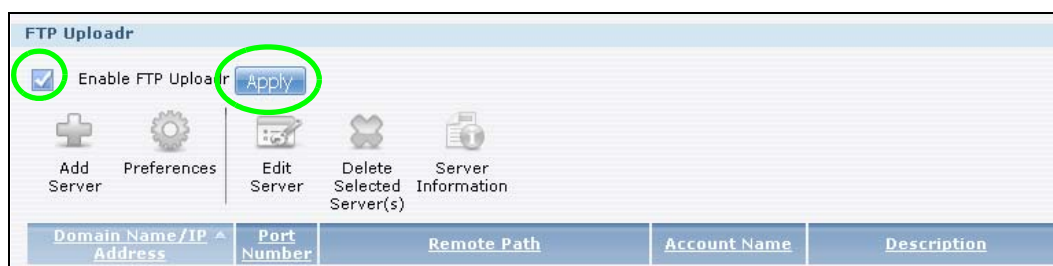 FTP Uploadr
Enable FTP Uploadr Apply
Add Server
Preferences
Edit Server
Delete Selected Server(s)
Server Information
Domain Name/IP Address
Port Number
Remote Path
Account Name
Description